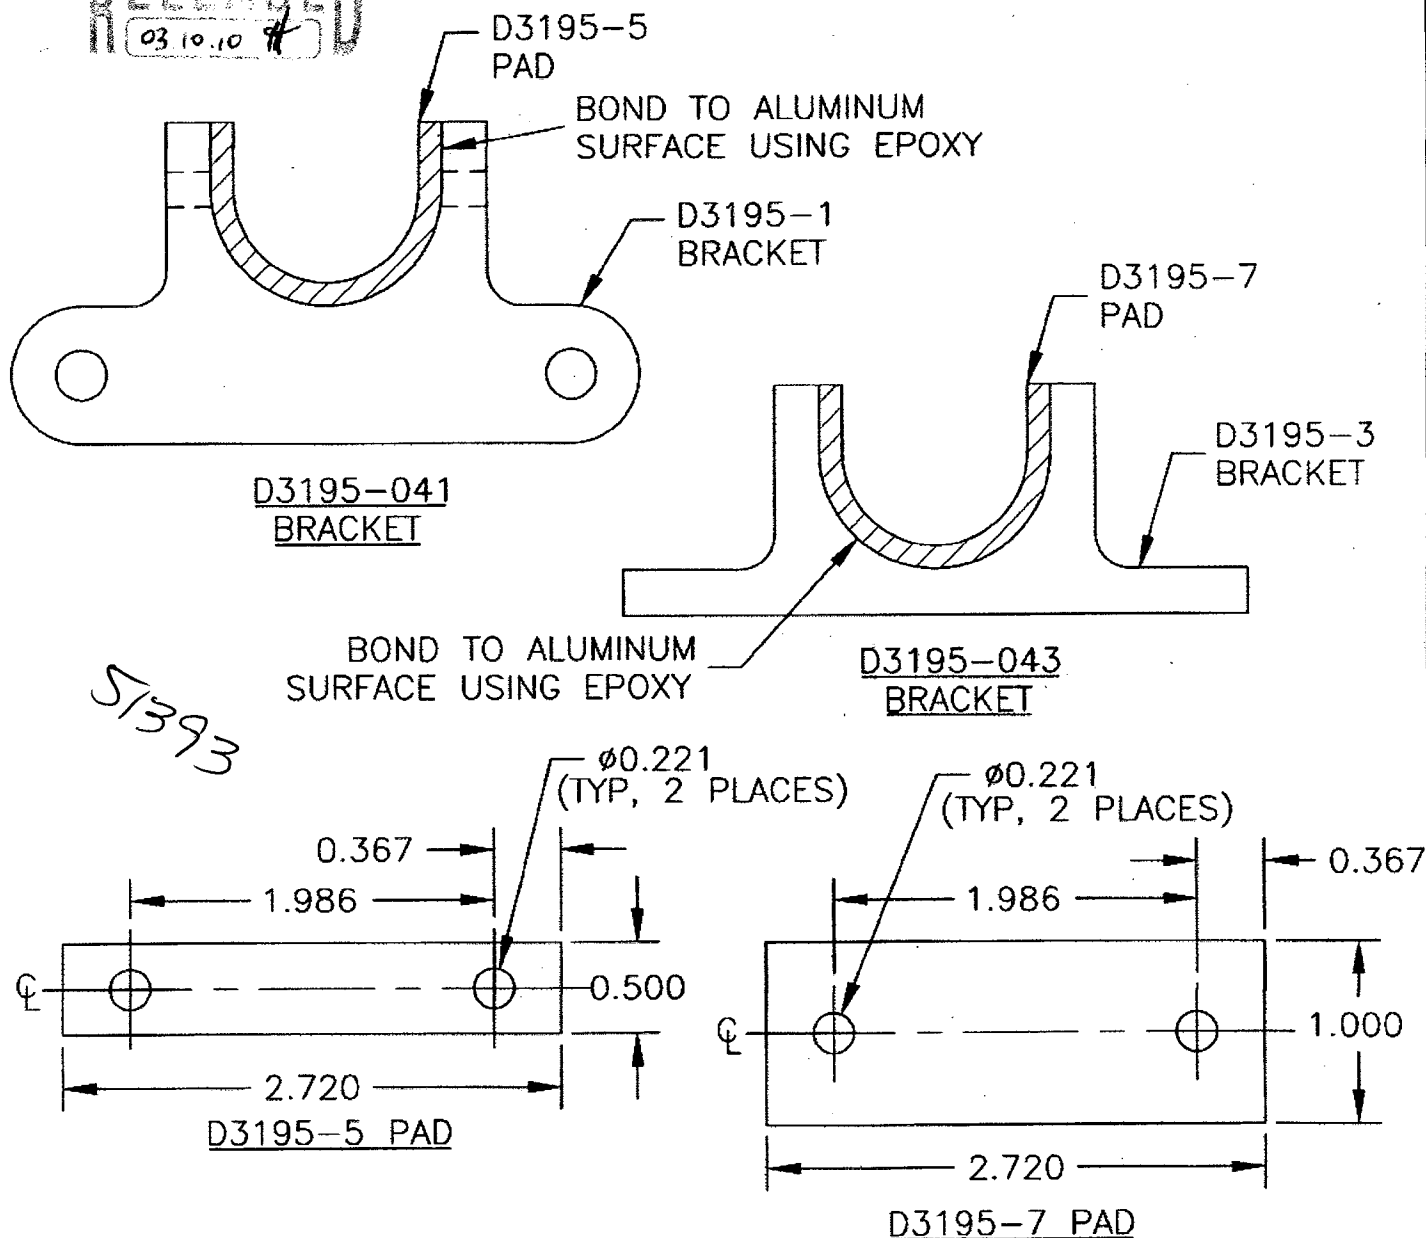 03.10.10
D3195-5
PAD
BOND TO ALUMINUM
SURFACE USING EPOXY
D3195-1
BRACKET
D3195-7
PAD
D3195-3
BRACKET
D3195-041
BRACKET
BOND TO ALUMINUM
SURFACE USING EPOXY
D3195-043
BRACKET
51393
ø0.221
(TYP, 2 PLACES)
0.367
1.986
0.500
2.720
D3195-5 PAD
ø0.221
(TYP, 2 PLACES)
0.367
1.986
1.000
2.720
D3195-7 PAD